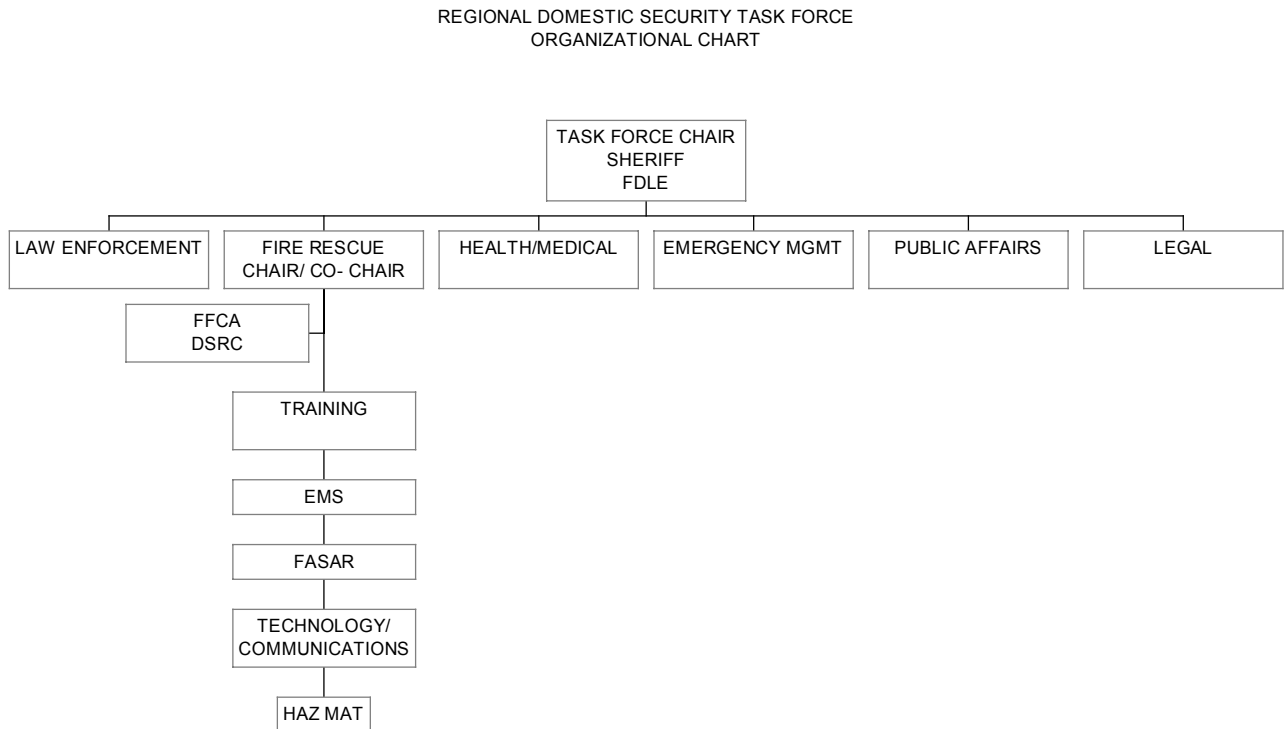 REGIONAL DOMESTIC SECURITY TASK FORCE
ORGANIZATIONAL CHART
TASK FORCE CHAIR
SHERIFF
FDLE
LAW ENFORCEMENT
FIRE RESCUE
CHAIR/ CO- CHAIR
HEALTH/MEDICAL
EMERGENCY MGMT
PUBLIC AFFAIRS
LEGAL
FFCA
DSRC
TRAINING
EMS
FASAR
TECHNOLOGY/
COMMUNICATIONS
HAZ MAT